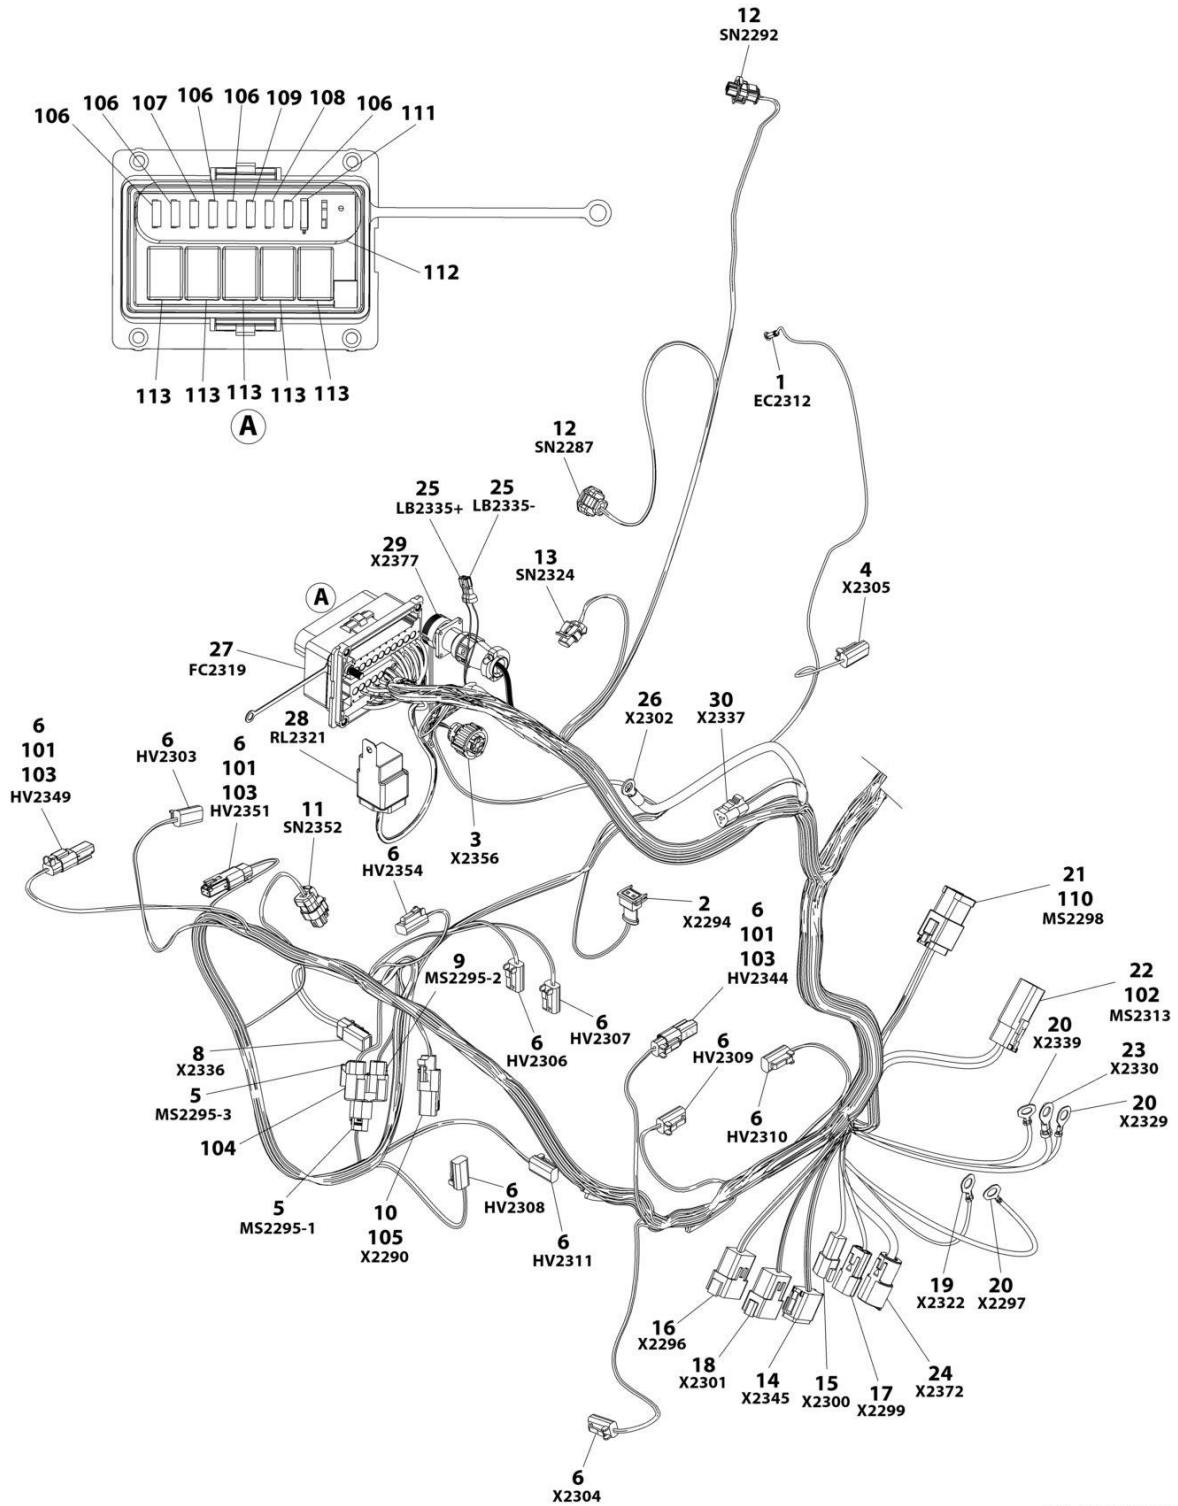 12
SN2292
106
106
107
106
106
109
108
106
111
112
113
113
113
113
113
A
1
EC2312
12
SN2287
25
LB2335+
25
LB2335-
29
X2377
13
SN2324
4
X2305
A
27
FC2319
28
RL2321
26
X2302
30
X2337
6
101
103
HV2349
6
HV2303
6
101
103
HV2351
11
SN2352
6
HV2354
3
X2356
2
X2294
6
101
103
HV2344
21
110
MS2298
9
MS2295-2
22
102
MS2313
8
X2336
5
MS2295-3
104
6
HV2306
6
HV2307
6
HV2309
6
HV2310
20
X2339
23
X2330
20
X2329
5
MS2295-1
10
105
X2290
6
HV2308
6
HV2311
19
X2322
20
X2297
16
X2296
18
X2301
14
X2345
15
X2300
17
X2299
24
X2372
6
X2304